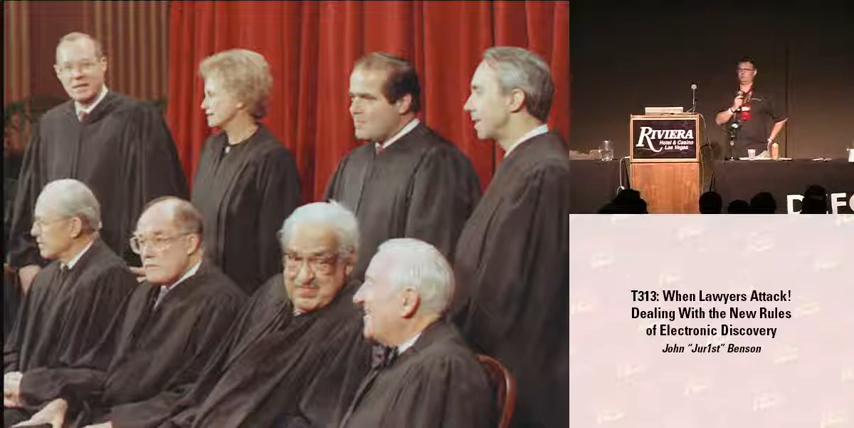 RIVIERA
Hotel & Casino
Las Vegas
T313: When Lawyers Attack!
Dealing With the New Rules
of Electronic Discovery
John "Jur1st" Benson